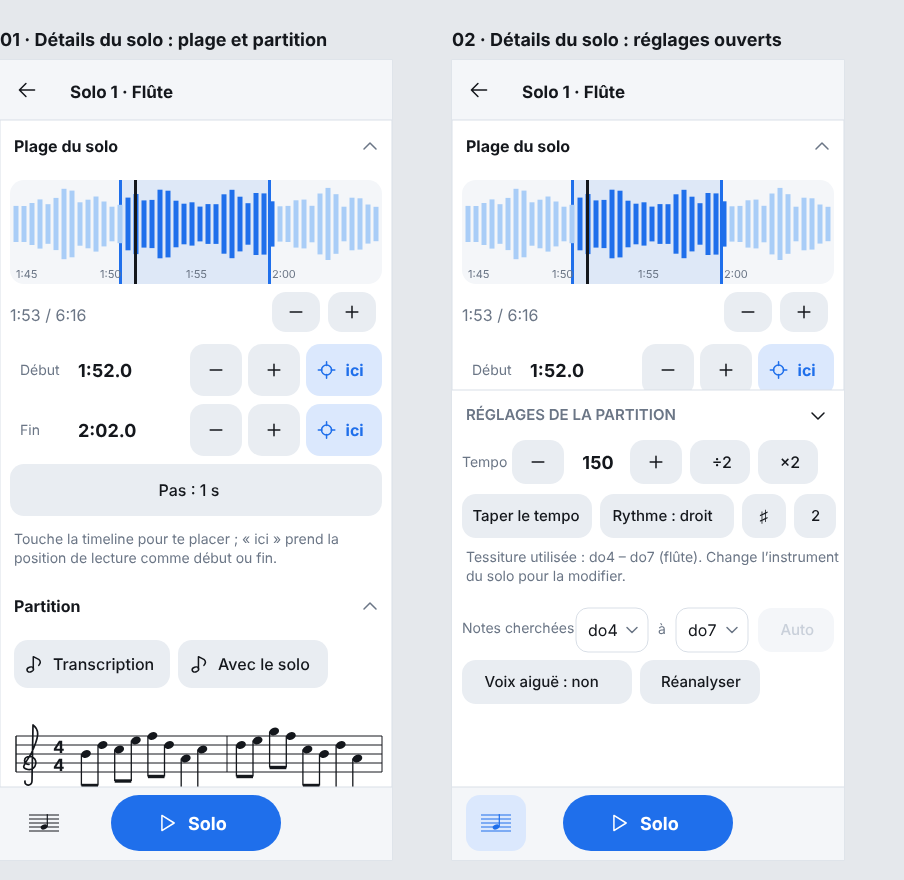 01 · Détails du solo : plage et partition
Solo 1 · Flûte
Plage du solo
1:45 1:50 1:55 2:00
1:53 / 6:16 − +
Début 1:52.0 − + ici
Fin 2:02.0 − + ici
Pas : 1 s
Touche la timeline pour te placer ; « ici » prend la
position de lecture comme début ou fin.
Partition
Transcription Avec le solo
4
4
Solo
02 · Détails du solo : réglages ouverts
Solo 1 · Flûte
Plage du solo
1:45 1:50 1:55 2:00
1:53 / 6:16 − +
Début 1:52.0 − + ici
RÉGLAGES DE LA PARTITION
Tempo − 150 + ÷2 ×2
Taper le tempo Rythme : droit ♯ 2
Tessiture utilisée : do4 – do7 (flûte). Change l’instrument
du solo pour la modifier.
Notes cherchées do4 à do7 Auto
Voix aiguë : non Réanalyser
Solo